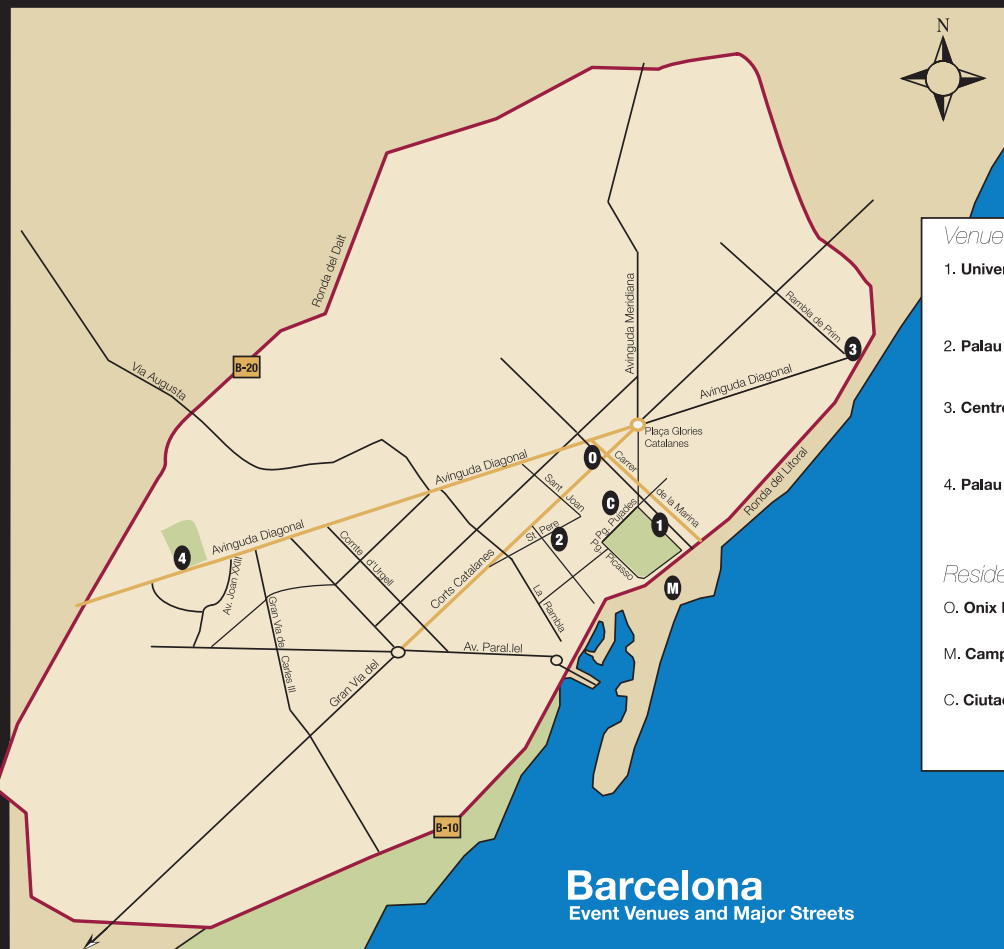 N
Ronda del Dalt
B-20
Via Augusta
Avinguda Meridiana
Rambla de Prim
3
Avinguda Diagonal
Plaça Glories
Catalanes
O
Carrer
de la Marina
Ronda del Litoral
Avinguda Diagonal
Sant Joan
C
Pg. Pujades
1
St Pere
2
Pg. Picasso
M
4
Avinguda Diagonal
Comte d'Urgell
Corts Catalanes
Av. Joan XXIII
Gran Via de Carles III
La Rambla
Av. Paral.lel
Gran Via del
B-10
Barcelona
Event Venues and Major Streets
Venue
1. Univer
2. Palau
3. Centr
4. Palau
Reside
O. Onix
M. Camp
C. Ciuta